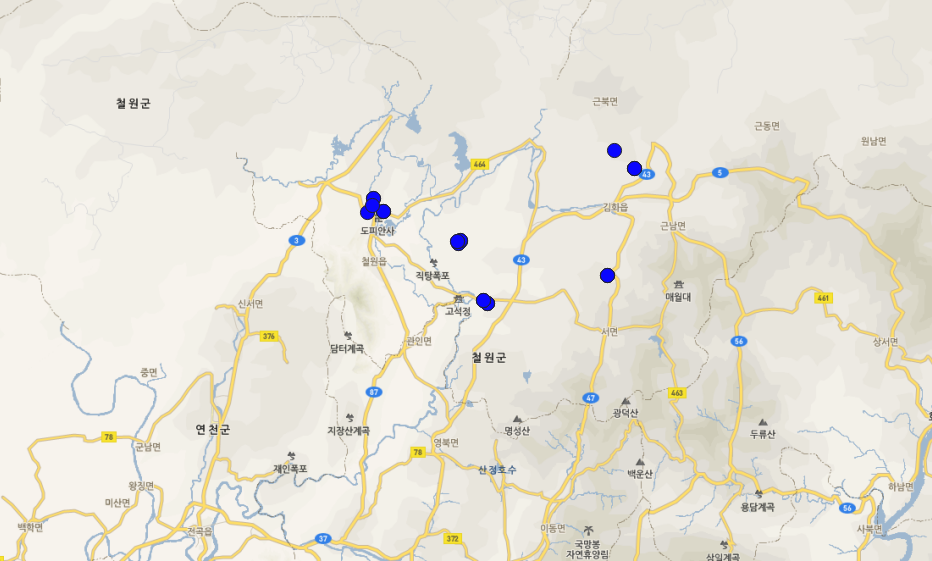 근북면
철원군
근동면
원남면
464
43
5
김화읍
도피안사
근남면
3
철원읍
43
직탕폭포
매월대
461
신서면
고석정
376
서면
담터계곡
관인면
56
상서면
철원군
중면
87
463
47
광덕산
연천군
지장산계곡
명성산
두류산
78
군남면
영북면
78
재인폭포
산정호수
백운산
왕징면
하남면
미산면
용담계곡
56
백학면
전곡읍
이동면
사북면
37
372
국망봉
자연휴양림
삼일계곡